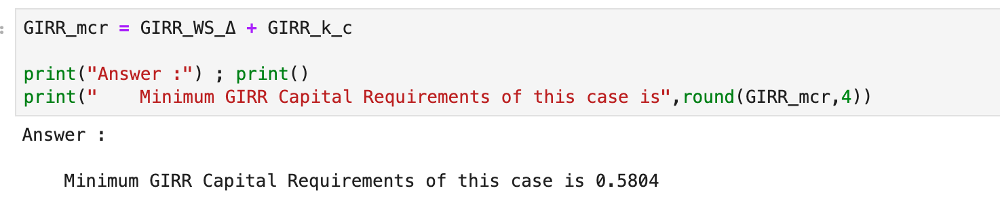 GIRR_mcr = GIRR_WS_Δ + GIRR_k_c
print("Answer :") ; print()
print("    Minimum GIRR Capital Requirements of this case is",round(GIRR_mcr,4))
Answer :
Minimum GIRR Capital Requirements of this case is 0.5804